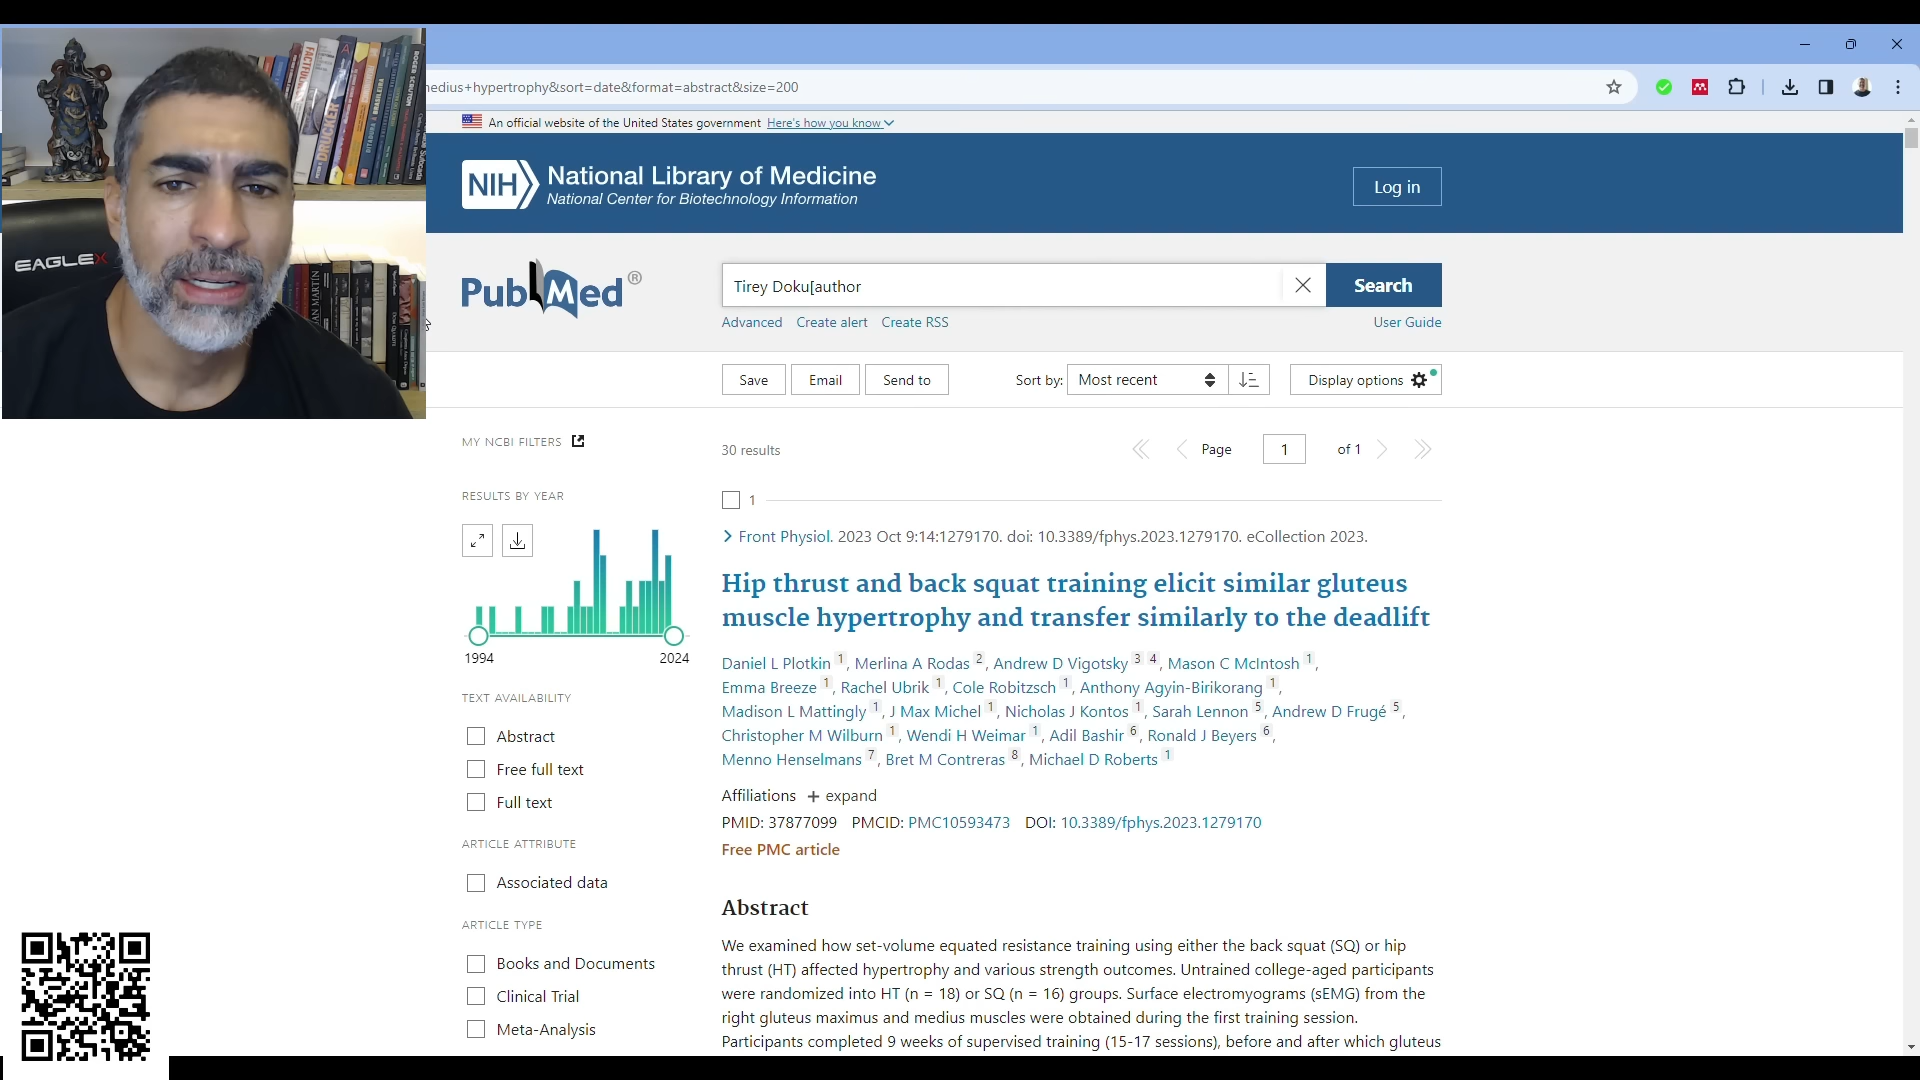 FACTFUL
DRUCKER
ROGER SCRUTON
EAGLEX
AN MARTIN
nedius+hypertrophy&sort=date&format=abstract&size=200
An official website of the United States government Here's how you know
NIH National Library of Medicine
National Center for Biotechnology Information
Log in
PubMed®
Tirey Doku[author
Search
Advanced Create alert Create RSS
User Guide
Save Email Send to
Sort by: Most recent
Display options
MY NCBI FILTERS
30 results
Page 1 of 1
RESULTS BY YEAR
1994 2024
TEXT AVAILABILITY
Abstract
Free full text
Full text
ARTICLE ATTRIBUTE
Associated data
ARTICLE TYPE
Books and Documents
Clinical Trial
Meta-Analysis
1
Front Physiol. 2023 Oct 9:14:1279170. doi: 10.3389/fphys.2023.1279170. eCollection 2023.
Hip thrust and back squat training elicit similar gluteus
muscle hypertrophy and transfer similarly to the deadlift
Daniel L Plotkin 1, Merlina A Rodas 2, Andrew D Vigotsky 3 4, Mason C McIntosh 1,
Emma Breeze 1, Rachel Ubrik 1, Cole Robitzsch 1, Anthony Agyin-Birikorang 1,
Madison L Mattingly 1, J Max Michel 1, Nicholas J Kontos 1, Sarah Lennon 5, Andrew D Frugé 5,
Christopher M Wilburn 1, Wendi H Weimar 1, Adil Bashir 6, Ronald J Beyers 6,
Menno Henselmans 7, Bret M Contreras 8, Michael D Roberts 1
Affiliations + expand
PMID: 37877099 PMCID: PMC10593473 DOI: 10.3389/fphys.2023.1279170
Free PMC article
Abstract
We examined how set-volume equated resistance training using either the back squat (SQ) or hip
thrust (HT) affected hypertrophy and various strength outcomes. Untrained college-aged participants
were randomized into HT (n = 18) or SQ (n = 16) groups. Surface electromyograms (sEMG) from the
right gluteus maximus and medius muscles were obtained during the first training session.
Participants completed 9 weeks of supervised training (15-17 sessions), before and after which gluteus